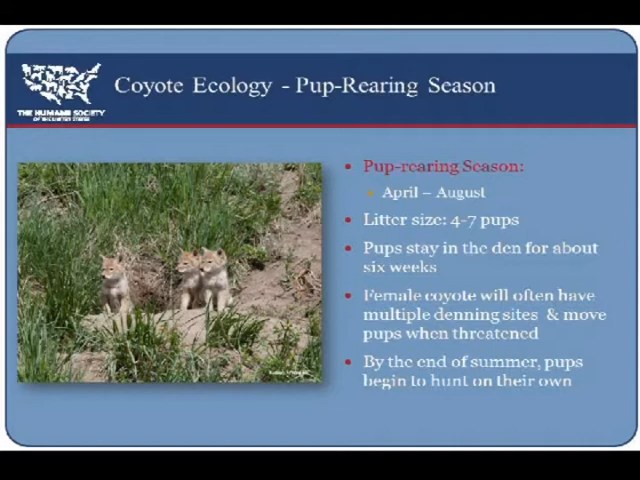 Coyote Ecology - Pup-Rearing Season
THE HUMANE SOCIETY
OF THE UNITED STATES
• Pup-rearing Season:
April – August
• Litter size: 4-7 pups
• Pups stay in the den for about
six weeks
• Female coyote will often have
multiple denning sites & move
pups when threatened
• By the end of summer, pups
begin to hunt on their own